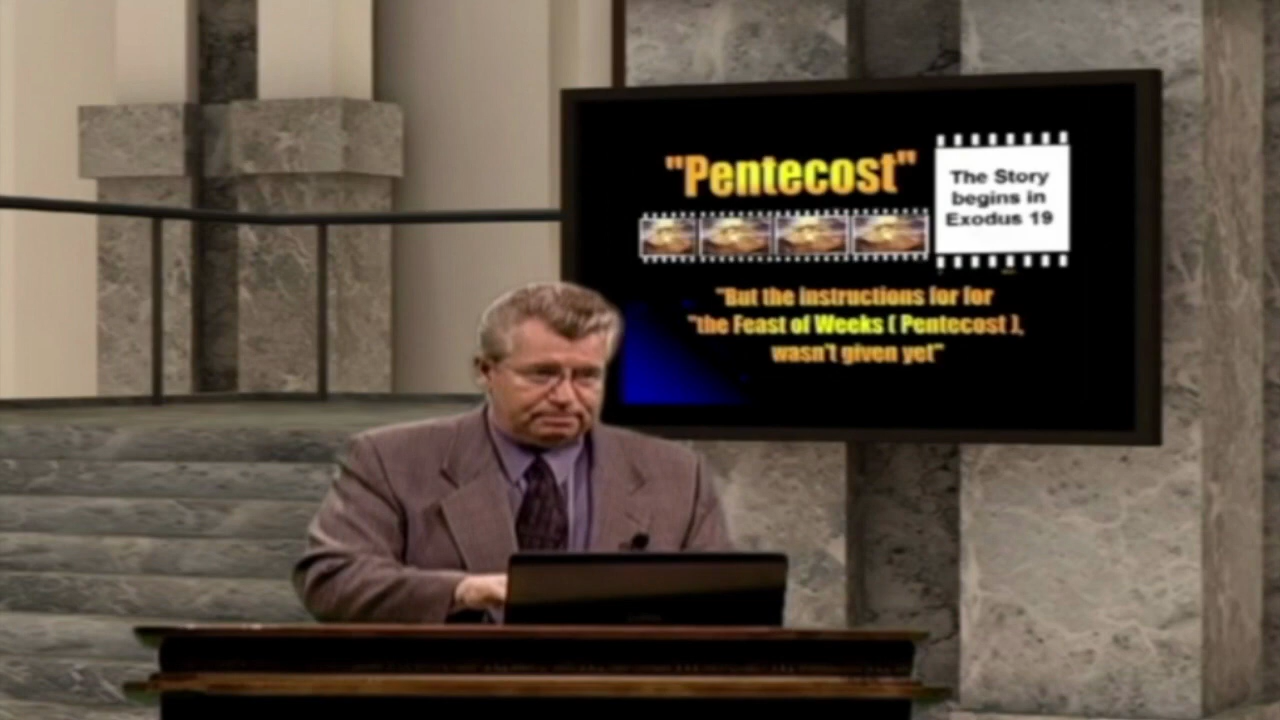 "Pentecost"
The Story
begins in
Exodus 19
"But the instructions for for
"the Feast of Weeks ( Pentecost ),
wasn't given yet"